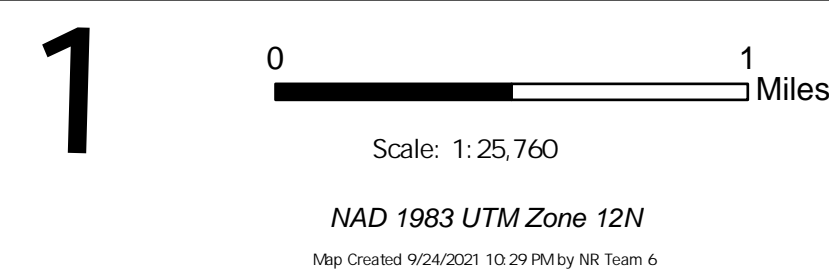 1
0 1
Miles
Scale: 1:25,760
NAD 1983 UTM Zone 12N
Map Created 9/24/2021 10:29 PM by NR Team 6